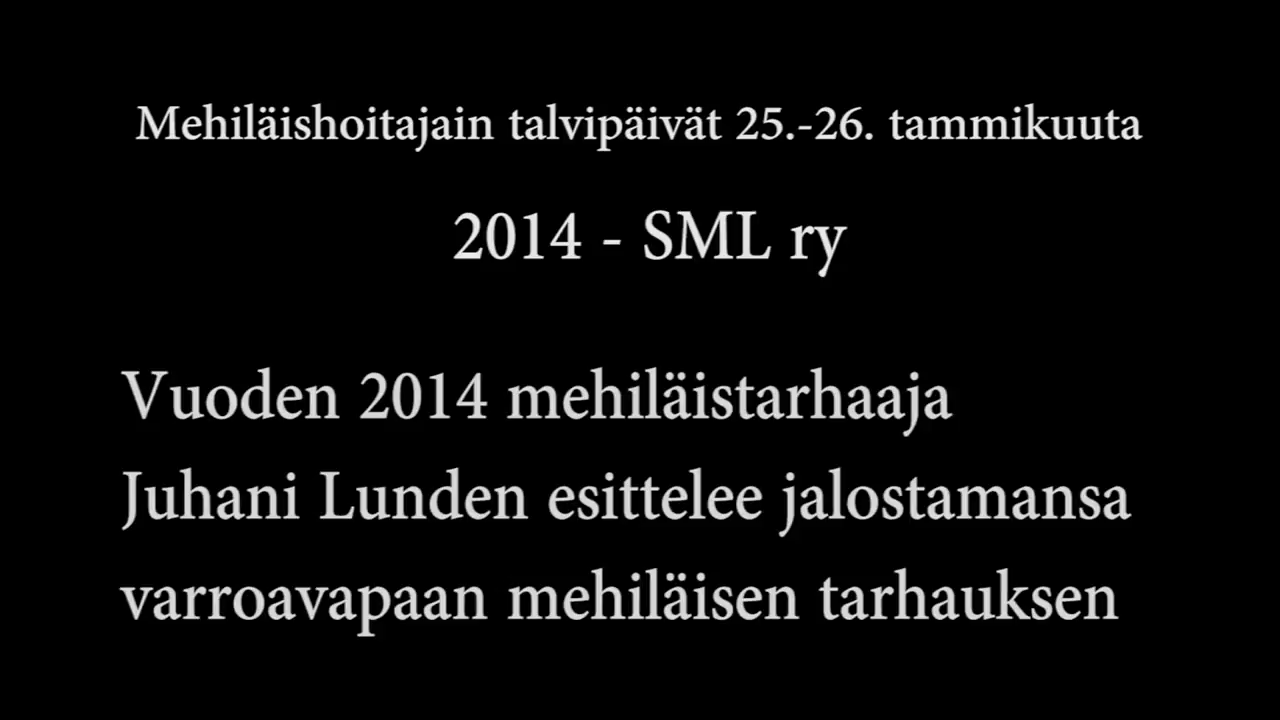 Mehiläishoitajain talvipäivät 25.-26. tammikuuta
2014 - SML ry
Vuoden 2014 mehiläistarhaaja
Juhani Lunden esittelee jalostamansa
varroavapaan mehiläisen tarhauksen